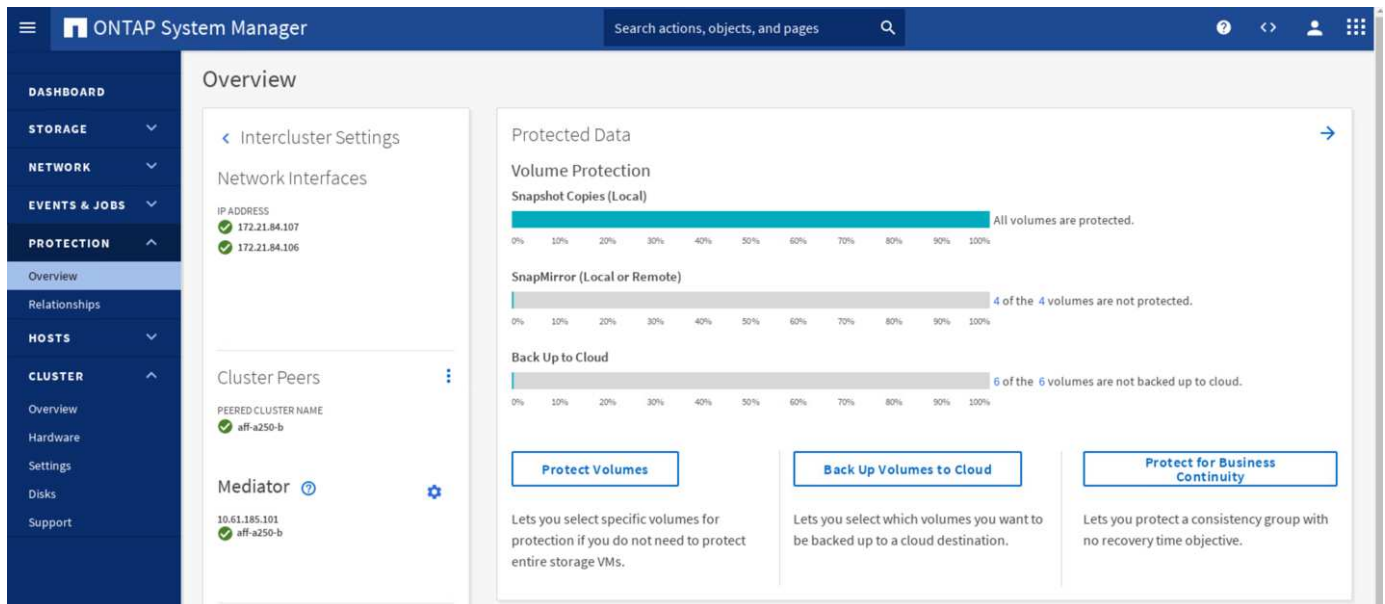 ONTAP System Manager
Search actions, objects, and pages
DASHBOARD
STORAGE
NETWORK
EVENTS & JOBS
PROTECTION
Overview
Relationships
HOSTS
CLUSTER
Overview
Hardware
Settings
Disks
Support
Overview
Intercluster Settings
Network Interfaces
IP ADDRESS
172.21.84.107
172.21.84.106
Cluster Peers
PEERED CLUSTER NAME
aff-a250-b
Mediator
10.61.185.101
aff-a250-b
Protected Data
Volume Protection
Snapshot Copies (Local)
All volumes are protected.
0% 10% 20% 30% 40% 50% 60% 70% 80% 90% 100%
SnapMirror (Local or Remote)
4 of the 4 volumes are not protected.
0% 10% 20% 30% 40% 50% 60% 70% 80% 90% 100%
Back Up to Cloud
6 of the 6 volumes are not backed up to cloud.
0% 10% 20% 30% 40% 50% 60% 70% 80% 90% 100%
Protect Volumes
Lets you select specific volumes for
protection if you do not need to protect
entire storage VMs.
Back Up Volumes to Cloud
Lets you select which volumes you want to
be backed up to a cloud destination.
Protect for Business
Continuity
Lets you protect a consistency group with
no recovery time objective.